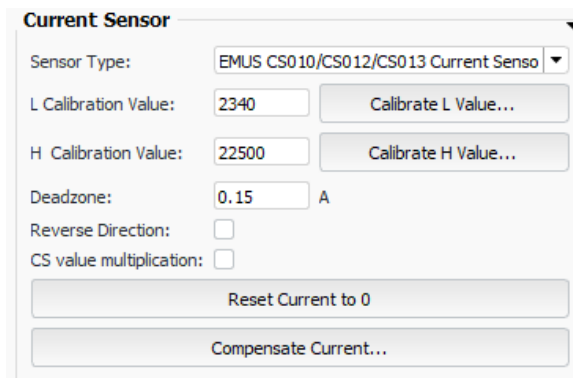 Current Sensor
Sensor Type: EMUS CS010/CS012/CS013 Current Senso
L Calibration Value: 2340 Calibrate L Value...
H Calibration Value: 22500 Calibrate H Value...
Deadzone: 0.15 A
Reverse Direction:
CS value multiplication:
Reset Current to 0
Compensate Current...